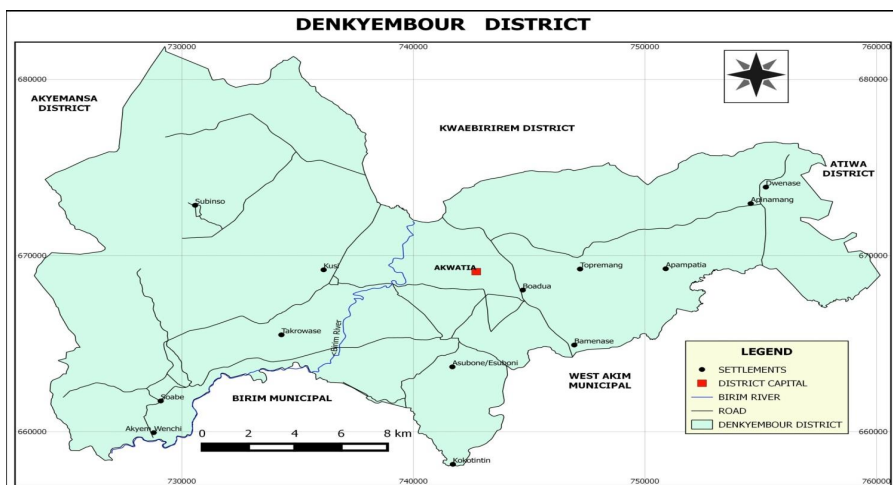 DENKYEMBOUR DISTRICT
730000 740000 750000 760000
680000 680000
AKYEMANSA
DISTRICT
KWAEBIRIREM DISTRICT
ATIWA
DISTRICT
Dwenase
Apinamang
Subinso
670000 670000
Kusi
AKWATIA
Topremang
Apampatia
Boadua
Takrowase
Birim River
Bamenase
Asubone/Esuboni
WEST AKIM
MUNICIPAL
BIRIM MUNICIPAL
Soabe
Akyem Wenchi
660000 660000
0 2 4 6 8 km
Kokotintin
LEGEND
SETTLEMENTS
DISTRICT CAPITAL
BIRIM RIVER
ROAD
DENKYEMBOUR DISTRICT
730000 740000 750000 760000